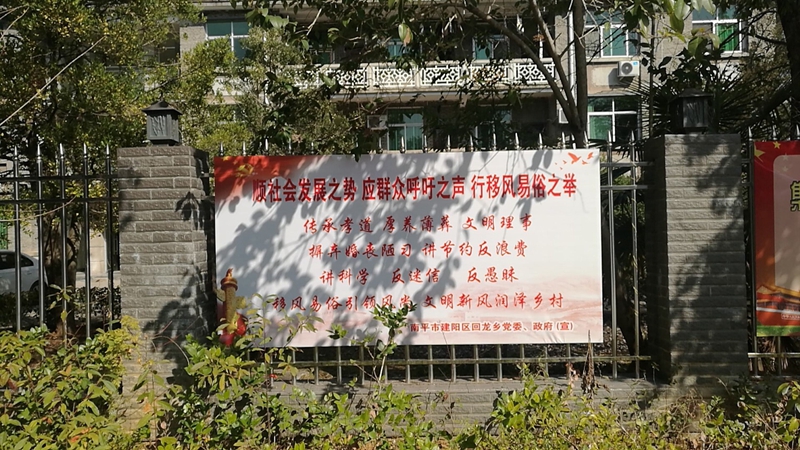 顺社会发展之势 应群众呼吁之声 行移风易俗之举
传承孝道 厚养薄葬 文明理事
摒弃婚丧陋习 讲节约反浪费
讲科学 反迷信 反愚昧
移风易俗引领风尚 文明新风润泽乡村
南平市建阳区回龙乡党委、政府(宣)